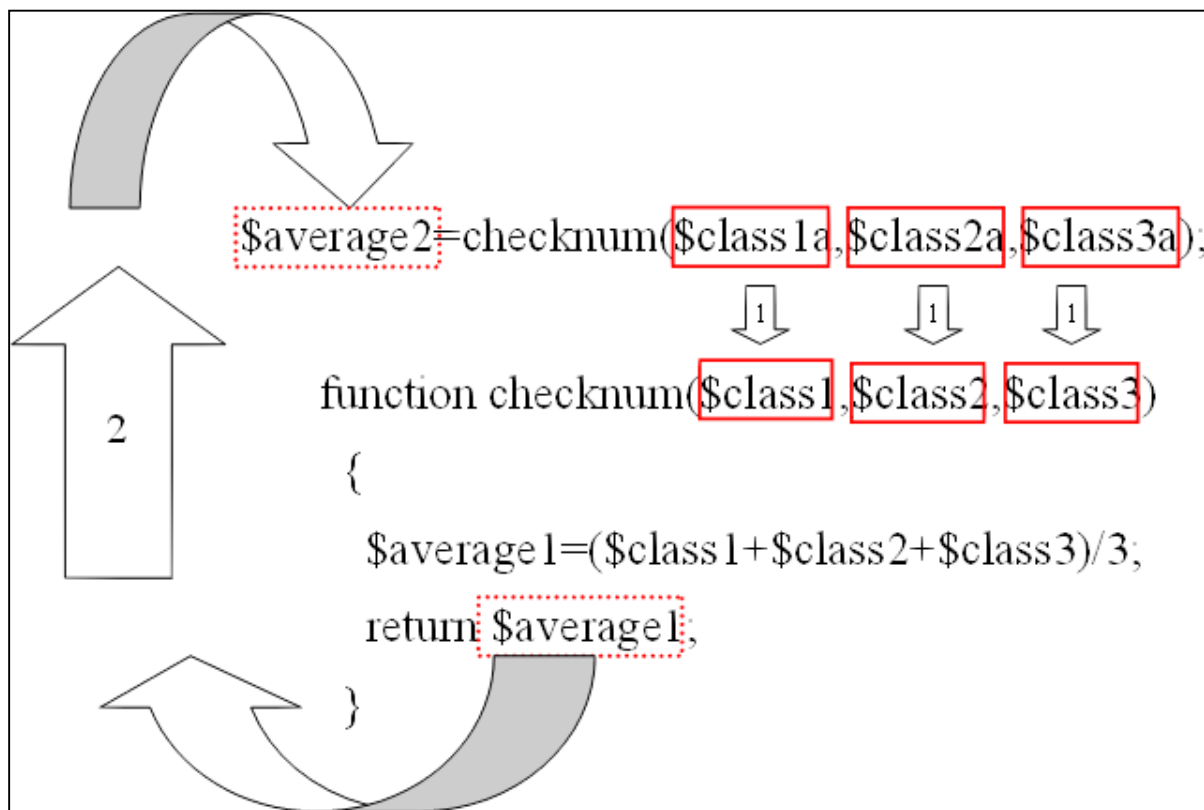 $average2=checknum($class1a,$class2a,$class3a);
1 1 1
function checknum($class1,$class2,$class3)
{
2
$average1=($class1+$class2+$class3)/3;
return $average1;
}